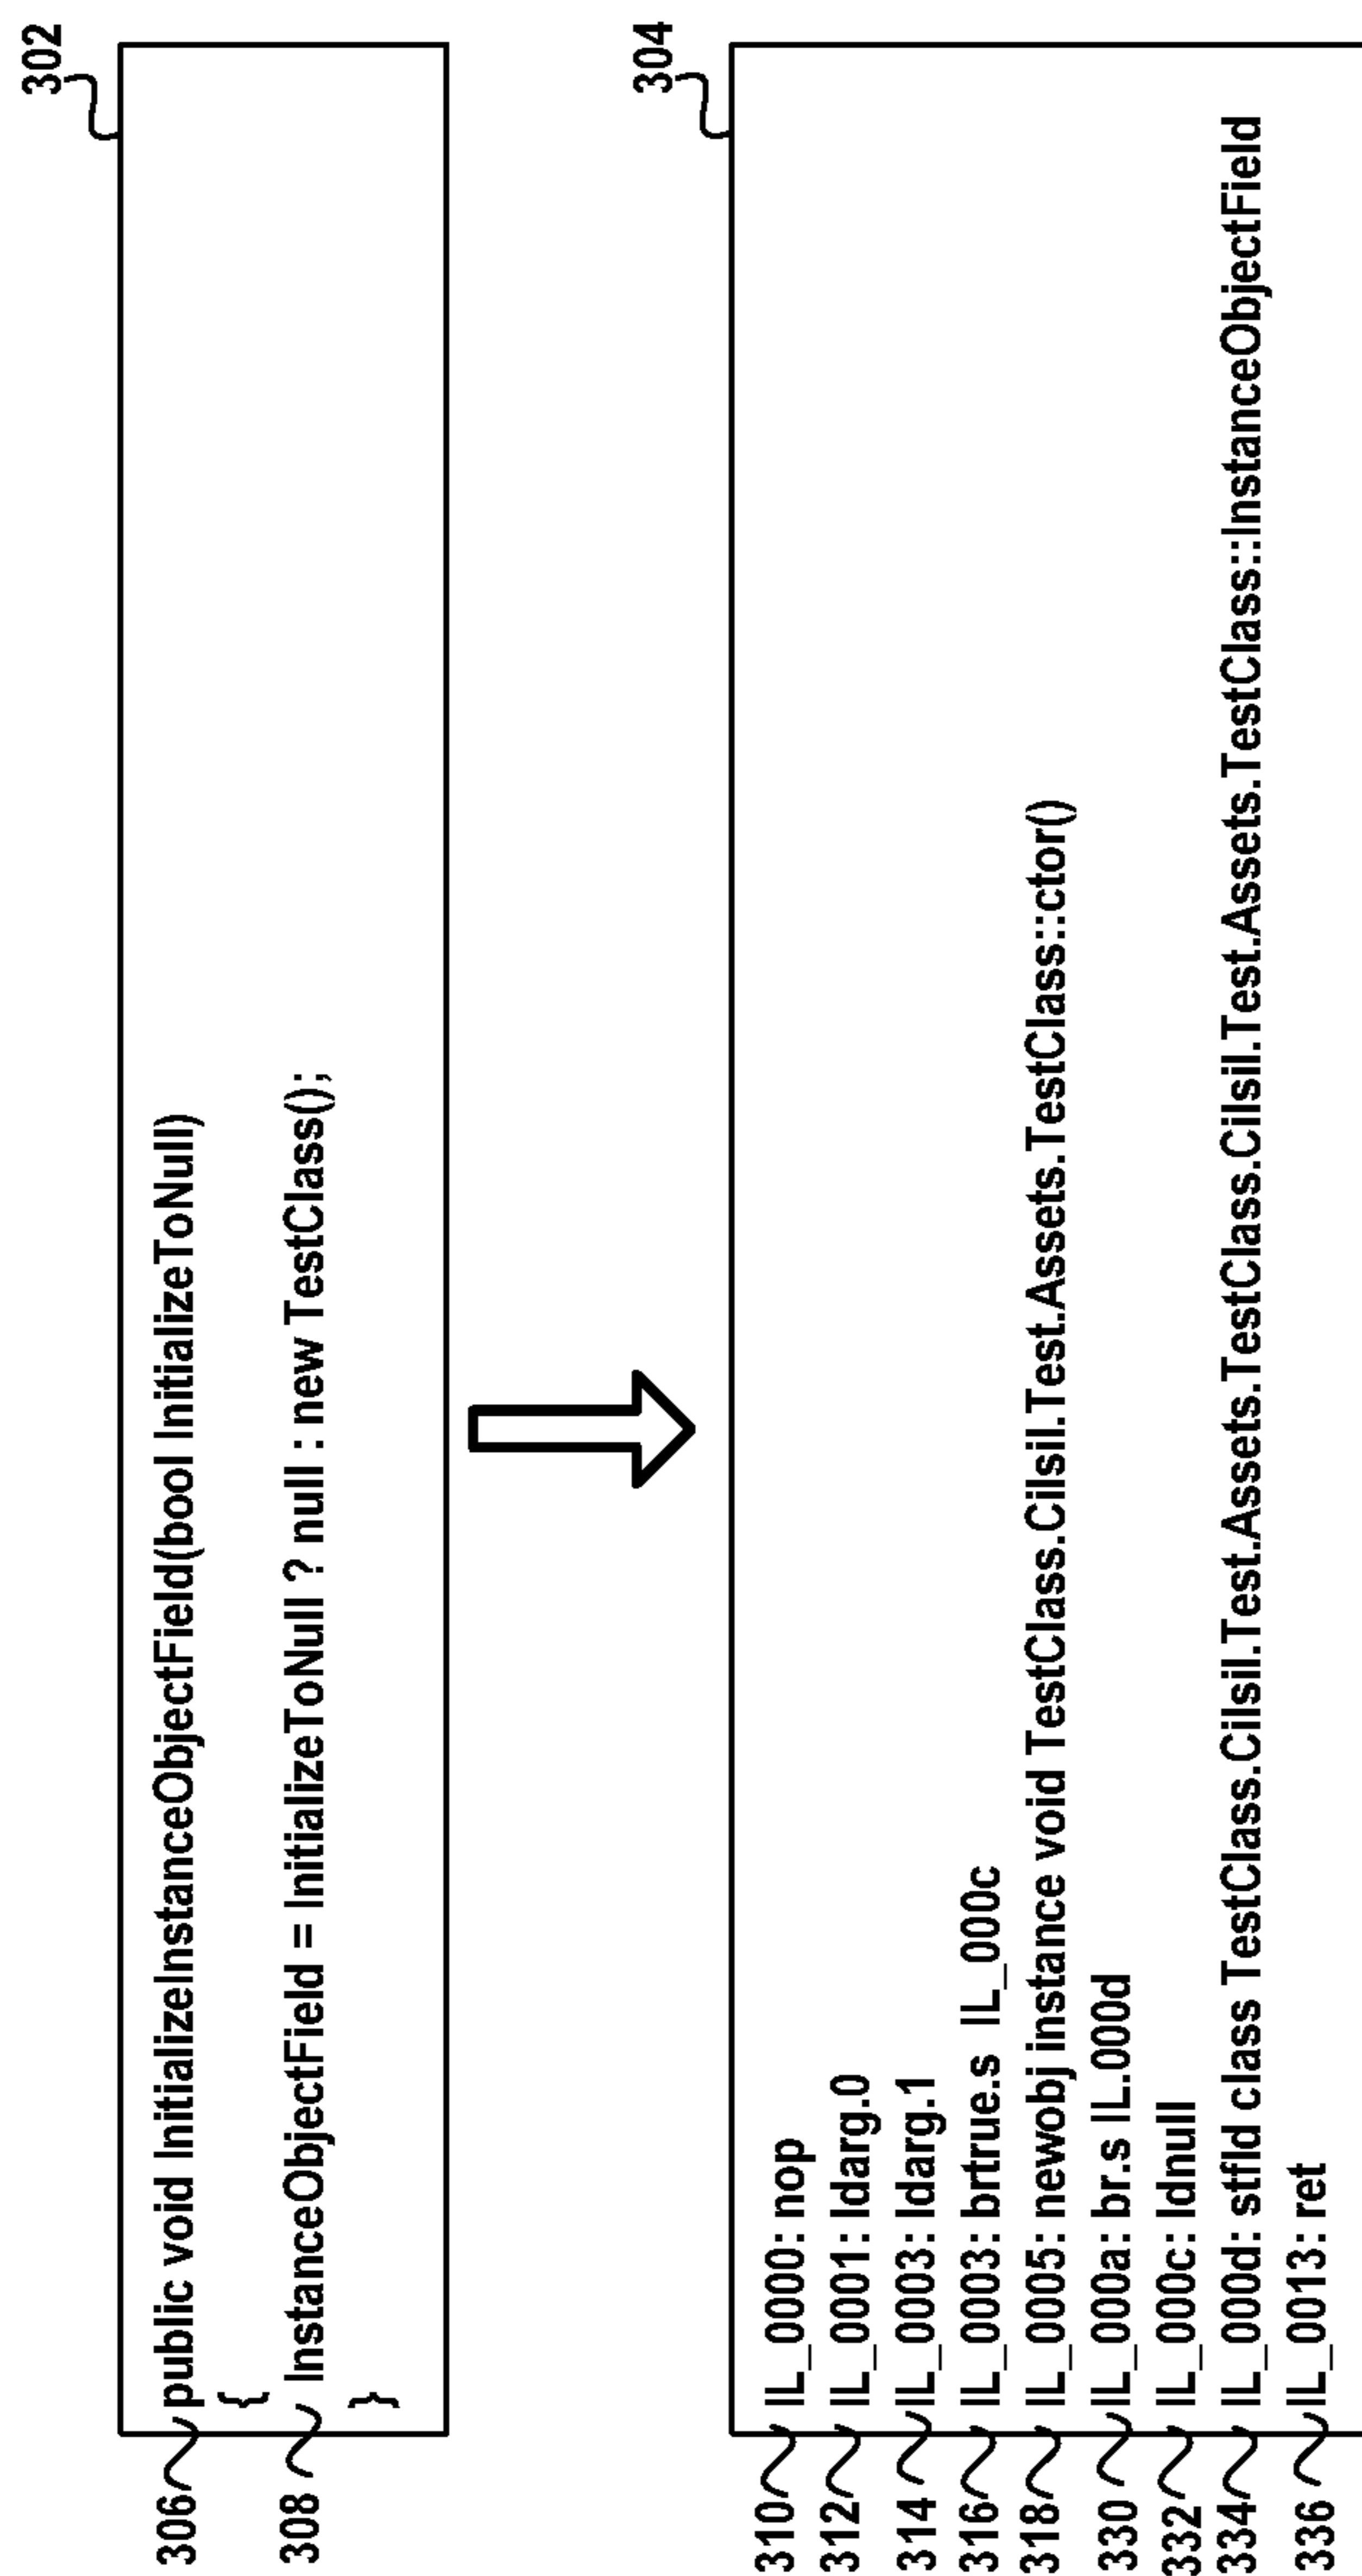 302
306 public void InitializeInstanceObjectField(bool InitializeToNull)
{
308 InstanceObjectField = InitializeToNull ? null : new TestClass();
}
304
310 IL_0000: nop
312 IL_0001: ldarg.0
314 IL_0003: ldarg.1
316 IL_0003: brtrue.s IL_000c
318 IL_0005: newobj instance void TestClass.Cilsil.Test.Assets.TestClass::ctor()
330 IL_000a: br.s IL.000d
332 IL_000c: ldnull
334 IL_000d: stfld class TestClass.Cilsil.Test.Assets.TestClass.Cilsil.Test.Assets.TestClass::InstanceObjectField
336 IL_0013: ret